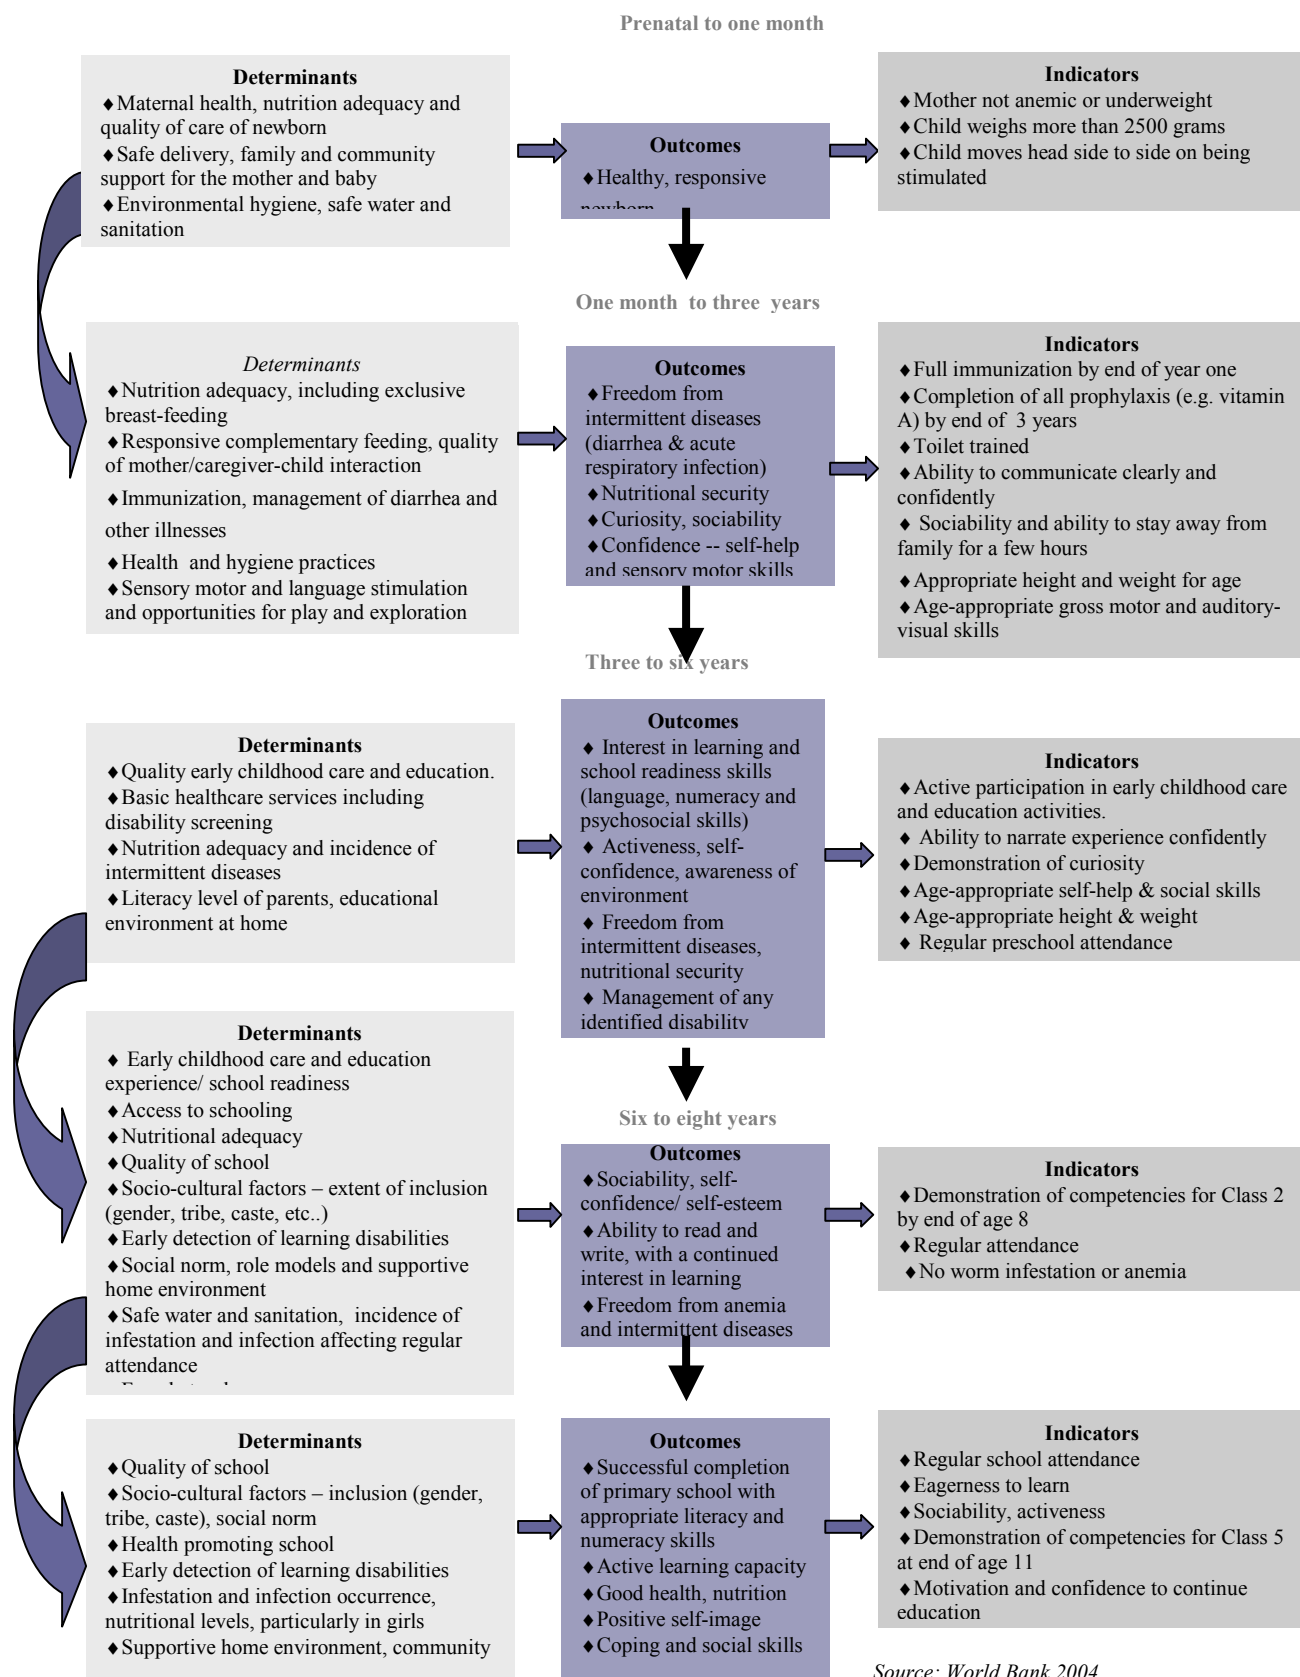 Prenatal to one month
Determinants
♦Maternal health, nutrition adequacy and
quality of care of newborn
♦Safe delivery, family and community
support for the mother and baby
♦Environmental hygiene, safe water and
sanitation
Outcomes
♦Healthy, responsive
newborn
Indicators
♦Mother not anemic or underweight
♦Child weighs more than 2500 grams
♦Child moves head side to side on being
stimulated
One month to three years
Determinants
♦Nutrition adequacy, including exclusive
breast-feeding
♦Responsive complementary feeding, quality
of mother/caregiver-child interaction
♦Immunization, management of diarrhea and
other illnesses
♦Health and hygiene practices
♦Sensory motor and language stimulation
and opportunities for play and exploration
Outcomes
♦Freedom from
intermittent diseases
(diarrhea & acute
respiratory infection)
♦Nutritional security
♦Curiosity, sociability
♦Confidence -- self-help
and sensory motor skills
Indicators
♦Full immunization by end of year one
♦Completion of all prophylaxis (e.g. vitamin
A) by end of 3 years
♦Toilet trained
♦Ability to communicate clearly and
confidently
♦ Sociability and ability to stay away from
family for a few hours
♦Appropriate height and weight for age
♦Age-appropriate gross motor and auditory-
visual skills
Three to six years
Determinants
♦Quality early childhood care and education.
♦Basic healthcare services including
disability screening
♦Nutrition adequacy and incidence of
intermittent diseases
♦Literacy level of parents, educational
environment at home
Outcomes
♦ Interest in learning and
school readiness skills
(language, numeracy and
psychosocial skills)
♦ Activeness, self-
confidence, awareness of
environment
♦ Freedom from
intermittent diseases,
nutritional security
♦ Management of any
identified disability
Indicators
♦Active participation in early childhood care
and education activities.
♦ Ability to narrate experience confidently
♦Demonstration of curiosity
♦Age-appropriate self-help & social skills
♦Age-appropriate height & weight
♦ Regular preschool attendance
Six to eight years
Determinants
♦ Early childhood care and education
experience/ school readiness
♦Access to schooling
♦Nutritional adequacy
♦Quality of school
♦Socio-cultural factors – extent of inclusion
(gender, tribe, caste, etc..)
♦Early detection of learning disabilities
♦Social norm, role models and supportive
home environment
♦Safe water and sanitation, incidence of
infestation and infection affecting regular
attendance
Outcomes
♦Sociability, self-
confidence/ self-esteem
♦Ability to read and
write, with a continued
interest in learning
♦Freedom from anemia
and intermittent diseases
Indicators
♦Demonstration of competencies for Class 2
by end of age 8
♦Regular attendance
♦No worm infestation or anemia
Determinants
♦Quality of school
♦Socio-cultural factors – inclusion (gender,
tribe, caste), social norm
♦Health promoting school
♦Early detection of learning disabilities
♦Infestation and infection occurrence,
nutritional levels, particularly in girls
♦Supportive home environment, community
Outcomes
♦Successful completion
of primary school with
appropriate literacy and
numeracy skills
♦Active learning capacity
♦Good health, nutrition
♦Positive self-image
♦Coping and social skills
Indicators
♦Regular school attendance
♦Eagerness to learn
♦Sociability, activeness
♦Demonstration of competencies for Class 5
at end of age 11
♦Motivation and confidence to continue
education
Source: World Bank 2004